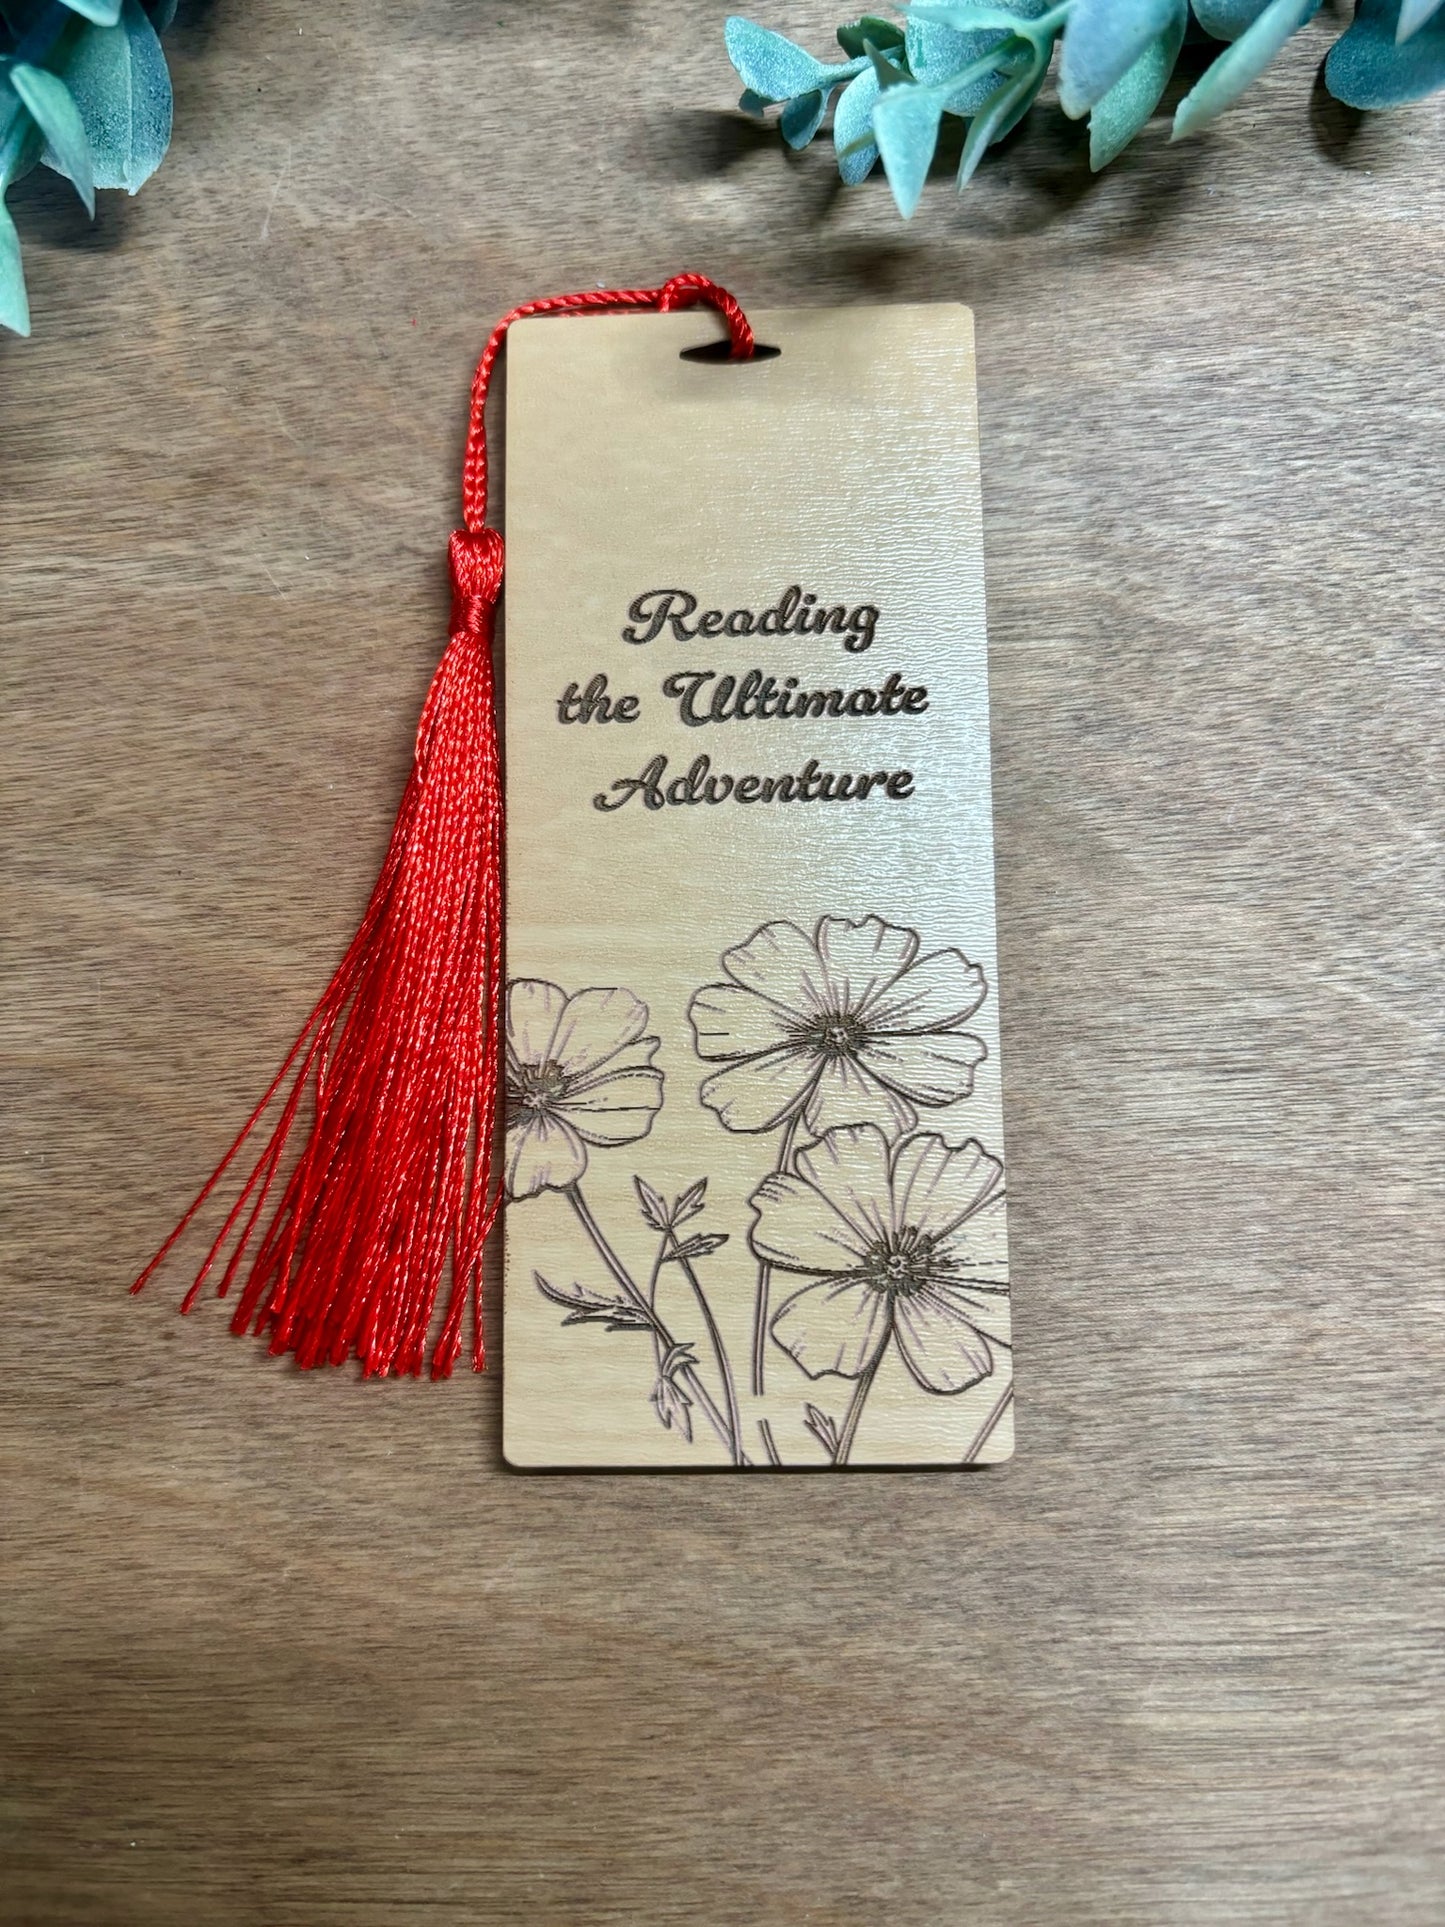 Reading
the Ultimate
Adventure